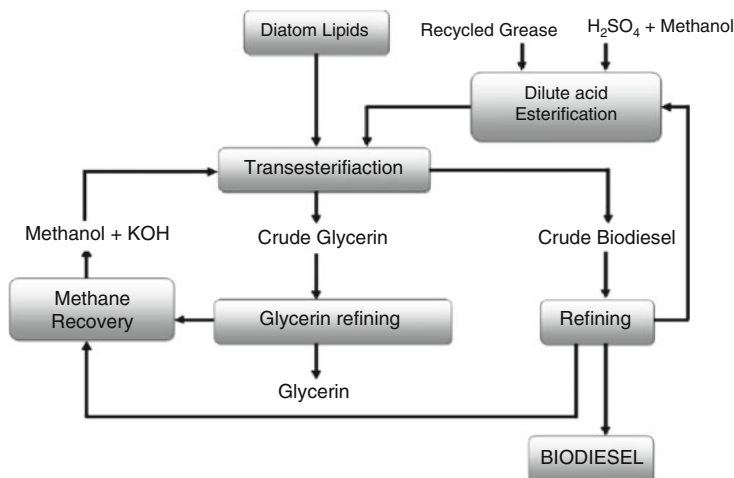 Diatom Lipids
Recycled Grease
H₂SO₄ + Methanol
Dilute acid
Esterification
Transesterifiaction
Methanol + KOH
Crude Glycerin
Crude Biodiesel
Methane
Recovery
Glycerin refining
Refining
Glycerin
BIODIESEL